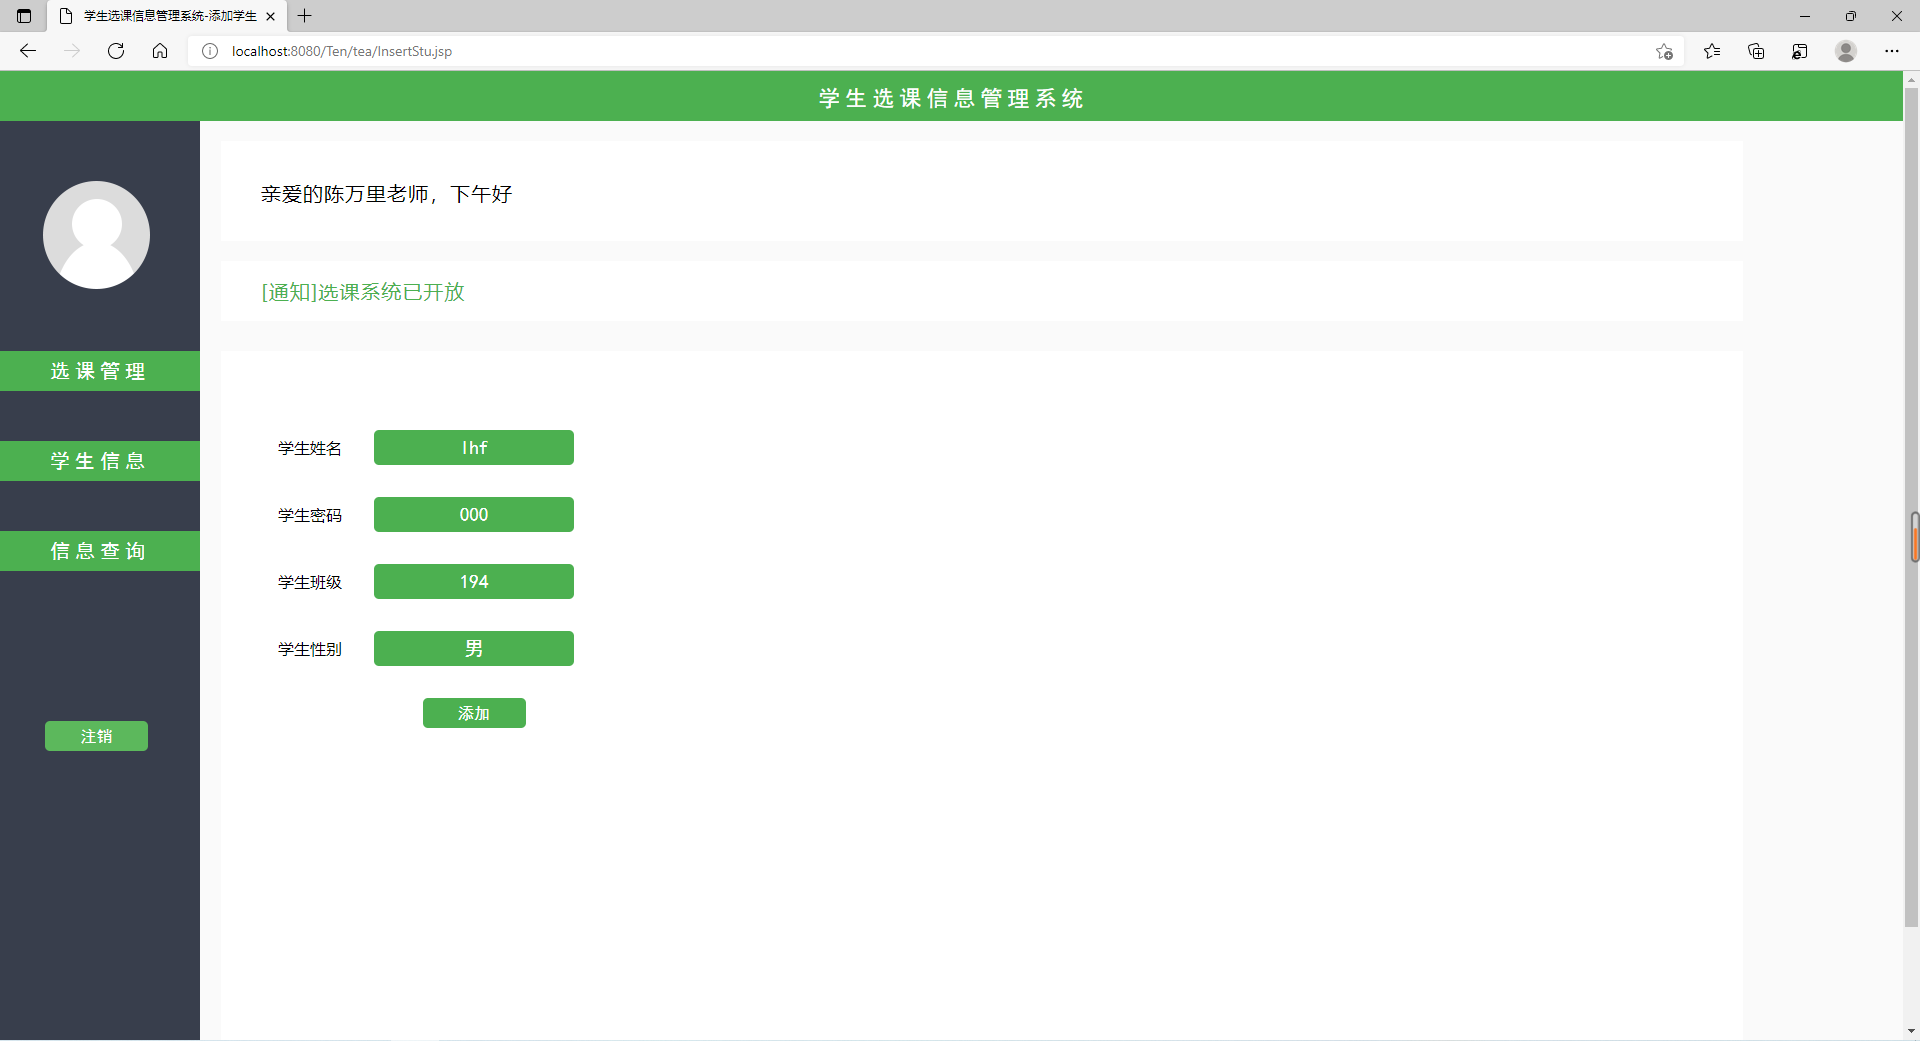 学生选课信息管理系统-添加学生
localhost:8080/Ten/tea/InsertStu.jsp
学生选课信息管理系统
亲爱的陈万里老师，下午好
[通知]选课系统已开放
选课管理
学生信息
信息查询
注销
学生姓名 lhf
学生密码 000
学生班级 194
学生性别 男
添加